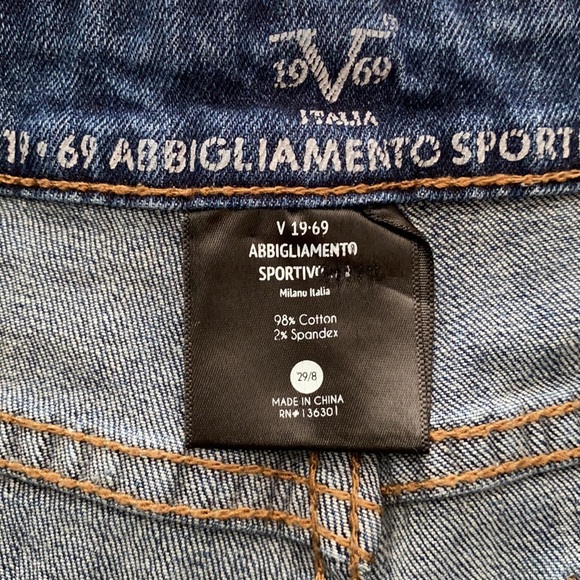 19 V 69
ITALIA
19·69 ABBIGLIAMENTO SPORTI
V 19·69
ABBIGLIAMENTO
SPORTIVO
Milano Italia
98% Cotton
2% Spandex
29/8
MADE IN CHINA
RN# 136301